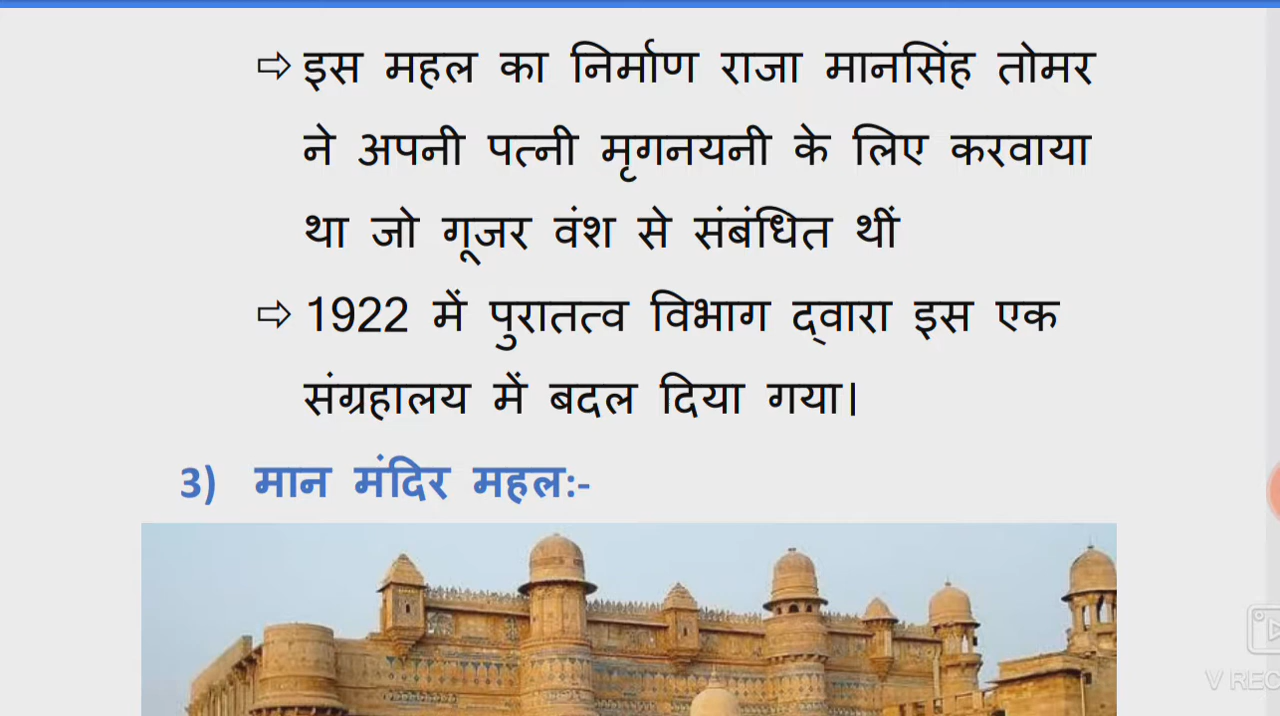 ⇨ इस महल का निर्माण राजा मानसिंह तोमर
ने अपनी पत्नी मृगनयनी के लिए करवाया
था जो गूजर वंश से संबंधित थीं
⇨ 1922 में पुरातत्व विभाग द्वारा इस एक
संग्रहालय में बदल दिया गया।
3) मान मंदिर महल:-
V REC